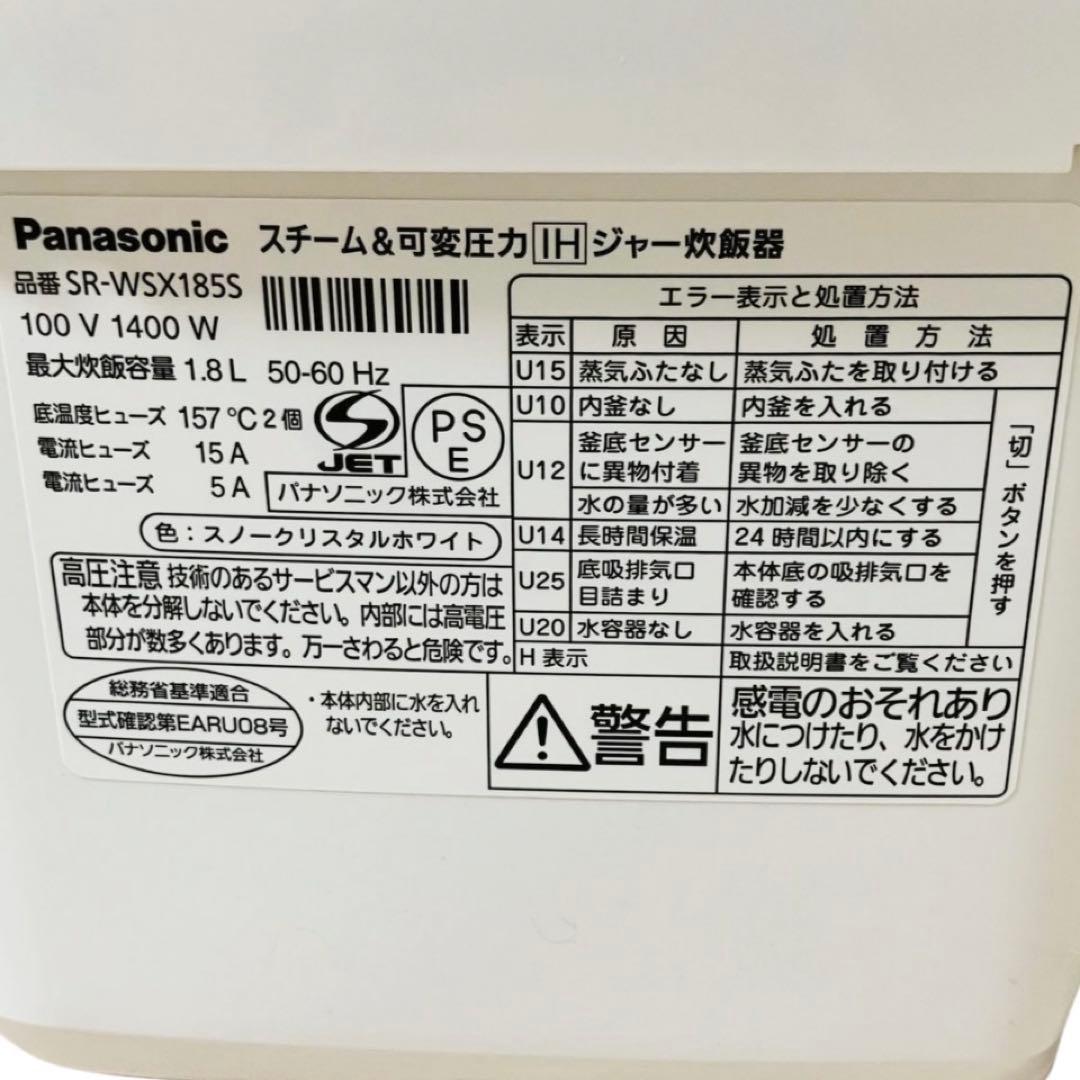 Panasonic スチーム&可変圧力IHジャー炊飯器
品番 SR-WSX185S
100 V 1400 W
最大炊飯容量 1.8 L 50-60 Hz
底温度ヒューズ 157 ℃ 2個
電流ヒューズ 15 A
電流ヒューズ 5 A
S
JET
PS
E
パナソニック株式会社
色:スノークリスタルホワイト
高圧注意 技術のあるサービスマン以外の方は
本体を分解しないでください。内部には高電圧
部分が数多くあります。万一さわると危険です。
エラー表示と処置方法
表示 原因 処置方法
U15 蒸気ふたなし 蒸気ふたを取り付ける
U10 内釜なし 内釜を入れる
U12 釜底センサー 釜底センサーの
に異物付着 異物を取り除く
水の量が多い 水加減を少なくする
U14 長時間保温 24時間以内にする
U25 底吸排気口 本体底の吸排気口を
目詰まり 確認する
U20 水容器なし 水容器を入れる
「切」ボタンを押す
H 表示 取扱説明書をご覧ください
総務省基準適合
型式確認第EARU08号
パナソニック株式会社
・本体内部に水を入れ
ないでください。
警告
感電のおそれあり
水につけたり、水をかけ
たりしないでください。